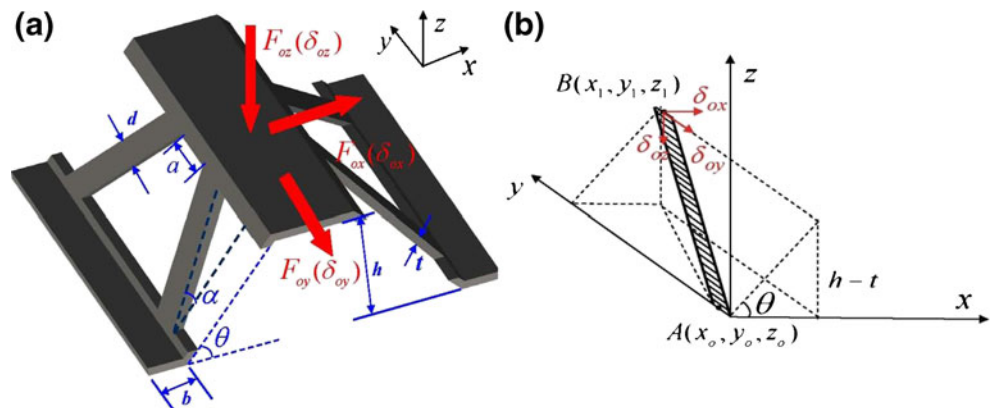 (a)
F_oz(δ_oz)
z
y
x
d
a
F_ox(δ_ox)
F_oy(δ_oy)
h
t
α
θ
b
(b)
z
B(x_1, y_1, z_1)
δ_ox
δ_oz
δ_oy
y
h − t
θ
x
A(x_o, y_o, z_o)